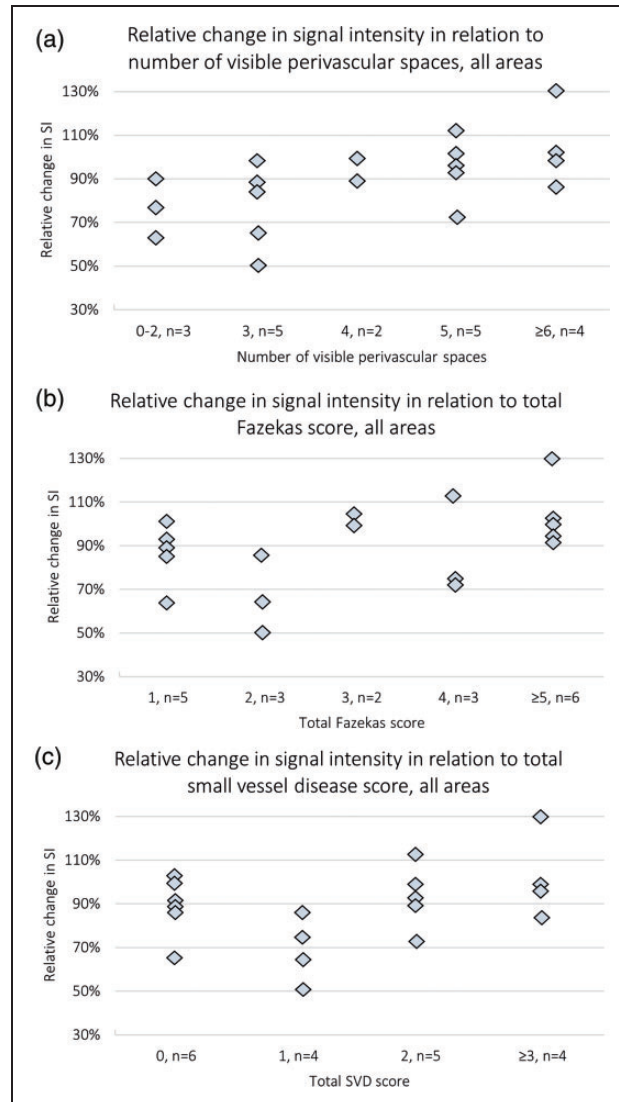 (a)
Relative change in signal intensity in relation to
number of visible perivascular spaces, all areas
Relative change in SI
130%
110%
90%
70%
50%
30%
0-2, n=3 3, n=5 4, n=2 5, n=5 ≥6, n=4
Number of visible perivascular spaces
(b)
Relative change in signal intensity in relation to total
Fazekas score, all areas
Relative change in SI
130%
110%
90%
70%
50%
30%
1, n=5 2, n=3 3, n=2 4, n=3 ≥5, n=6
Total Fazekas score
(c)
Relative change in signal intensity in relation to total
small vessel disease score, all areas
Relative change in SI
130%
110%
90%
70%
50%
30%
0, n=6 1, n=4 2, n=5 ≥3, n=4
Total SVD score